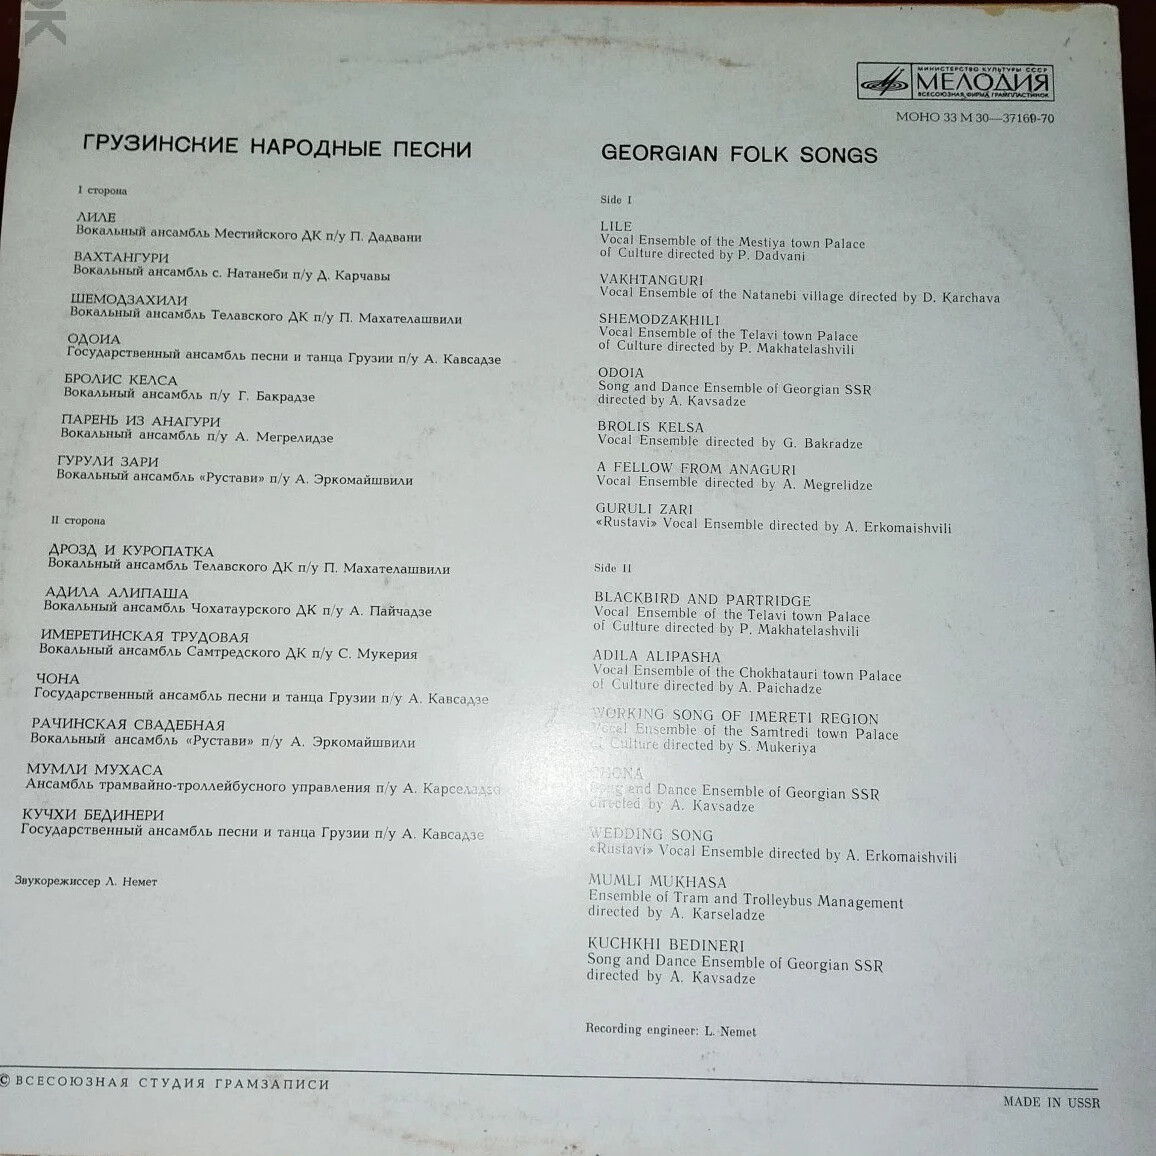 МИНИСТЕРСТВО КУЛЬТУРЫ СССР
МЕЛОДИЯ
ВСЕСОЮЗНАЯ ФИРМА ГРАМПЛАСТИНОК
МОНО 33 М 30—37169-70
ГРУЗИНСКИЕ НАРОДНЫЕ ПЕСНИ
I сторона
ЛИЛЕ
Вокальный ансамбль Местийского ДК п/у П. Дадвани
ВАХТАНГУРИ
Вокальный ансамбль с. Натанеби п/у Д. Карчавы
ШЕМОДЗАХИЛИ
Вокальный ансамбль Телавского ДК п/у П. Махателашвили
ОДОИА
Государственный ансамбль песни и танца Грузии п/у А. Кавсадзе
БРОЛИС КЕЛСА
Вокальный ансамбль п/у Г. Бакрадзе
ПАРЕНЬ ИЗ АНАГУРИ
Вокальный ансамбль п/у А. Мегрелидзе
ГУРУЛИ ЗАРИ
Вокальный ансамбль «Рустави» п/у А. Эркомайшвили
II сторона
ДРОЗД И КУРОПАТКА
Вокальный ансамбль Телавского ДК п/у П. Махателашвили
АДИЛА АЛИПАША
Вокальный ансамбль Чохатаурского ДК п/у А. Пайчадзе
ИМЕРЕТИНСКАЯ ТРУДОВАЯ
Вокальный ансамбль Самтредского ДК п/у С. Мукерия
ЧОНА
Государственный ансамбль песни и танца Грузии п/у А. Кавсадзе
РАЧИНСКАЯ СВАДЕБНАЯ
Вокальный ансамбль «Рустави» п/у А. Эркомайшвили
МУМЛИ МУХАСА
Ансамбль трамвайно-троллейбусного управления п/у А. Карселадзе
КУЧХИ БЕДИНЕРИ
Государственный ансамбль песни и танца Грузии п/у А. Кавсадзе
Звукорежиссер Л. Немет
GEORGIAN FOLK SONGS
Side I
LILE
Vocal Ensemble of the Mestiya town Palace
of Culture directed by P. Dadvani
VAKHTANGURI
Vocal Ensemble of the Natanebi village directed by D. Karchava
SHEMODZAKHILI
Vocal Ensemble of the Telavi town Palace
of Culture directed by P. Makhatelashvili
ODOIA
Song and Dance Ensemble of Georgian SSR
directed by A. Kavsadze
BROLIS KELSA
Vocal Ensemble directed by G. Bakradze
A FELLOW FROM ANAGURI
Vocal Ensemble directed by A. Megrelidze
GURULI ZARI
«Rustavi» Vocal Ensemble directed by A. Erkomaishvili
Side II
BLACKBIRD AND PARTRIDGE
Vocal Ensemble of the Telavi town Palace
of Culture directed by P. Makhatelashvili
ADILA ALIPASHA
Vocal Ensemble of the Chokhatauri town Palace
of Culture directed by A. Paichadze
WORKING SONG OF IMERETI REGION
Vocal Ensemble of the Samtredi town Palace
of Culture directed by S. Mukeriya
CHONA
Song and Dance Ensemble of Georgian SSR
directed by A. Kavsadze
WEDDING SONG
«Rustavi» Vocal Ensemble directed by A. Erkomaishvili
MUMLI MUKHASA
Ensemble of Tram and Trolleybus Management
directed by A. Karseladze
KUCHKHI BEDINERI
Song and Dance Ensemble of Georgian SSR
directed by A. Kavsadze
Recording engineer: L. Nemet
© ВСЕСОЮЗНАЯ СТУДИЯ ГРАМЗАПИСИ
MADE IN USSR